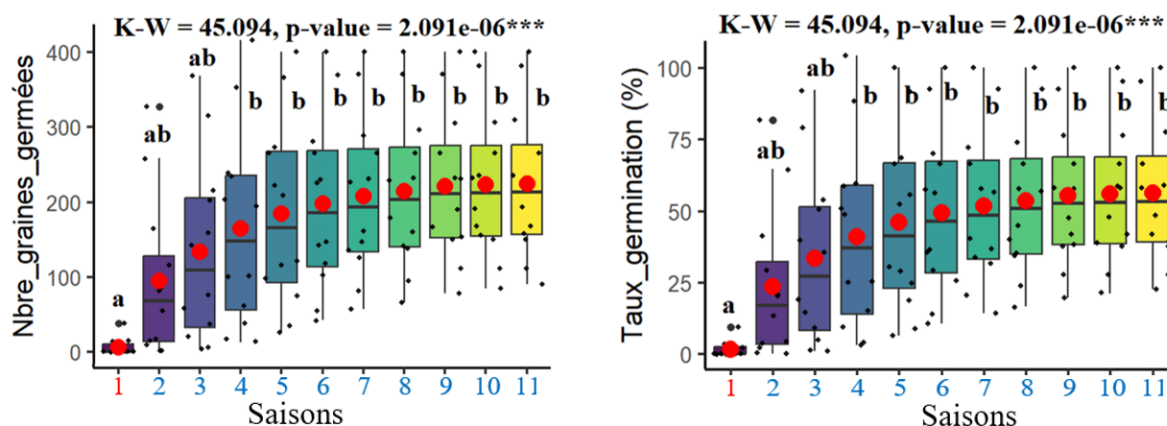 K-W = 45.094, p-value = 2.091e-06***
Nbre_graines_germées
400
300
200
100
0
a
ab
ab
b
b
b
b
b
b
b
b
1 2 3 4 5 6 7 8 9 10 11
Saisons
K-W = 45.094, p-value = 2.091e-06***
Taux_germination (%)
100
75
50
25
0
a
ab
ab
b
b
b
b
b
b
b
b
1 2 3 4 5 6 7 8 9 10 11
Saisons